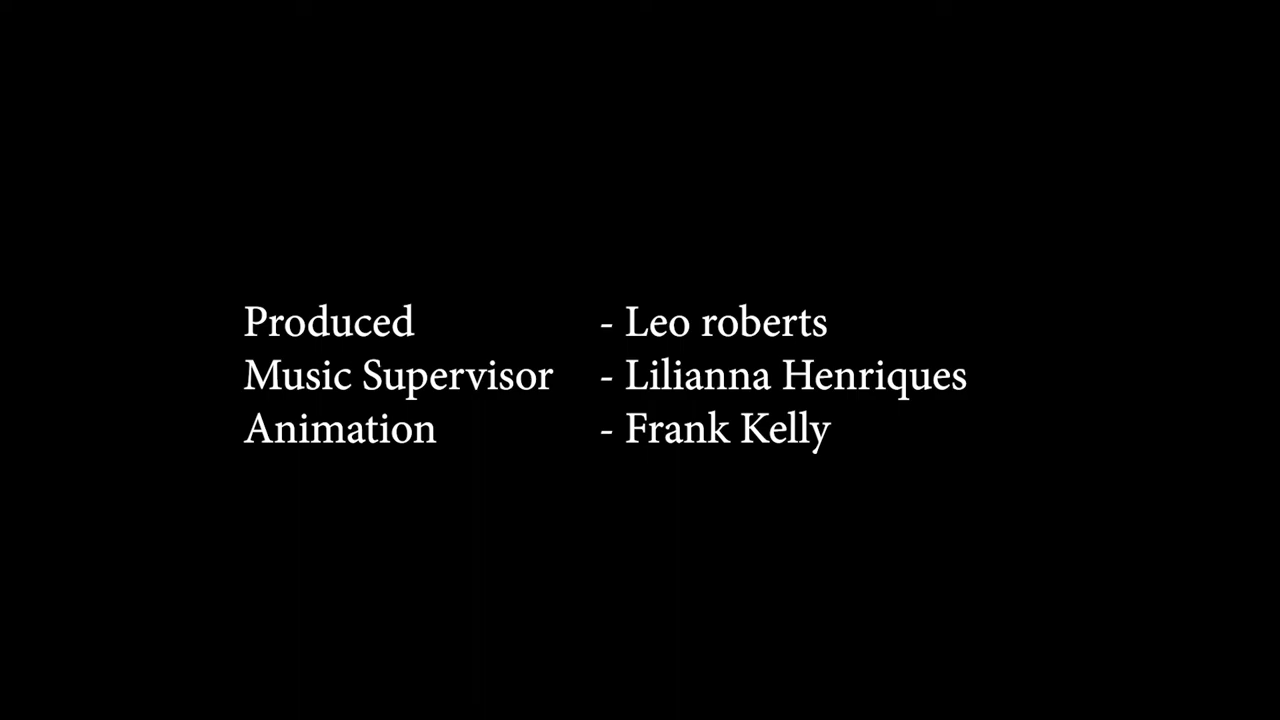 Produced - Leo roberts
Music Supervisor - Lilianna Henriques
Animation - Frank Kelly